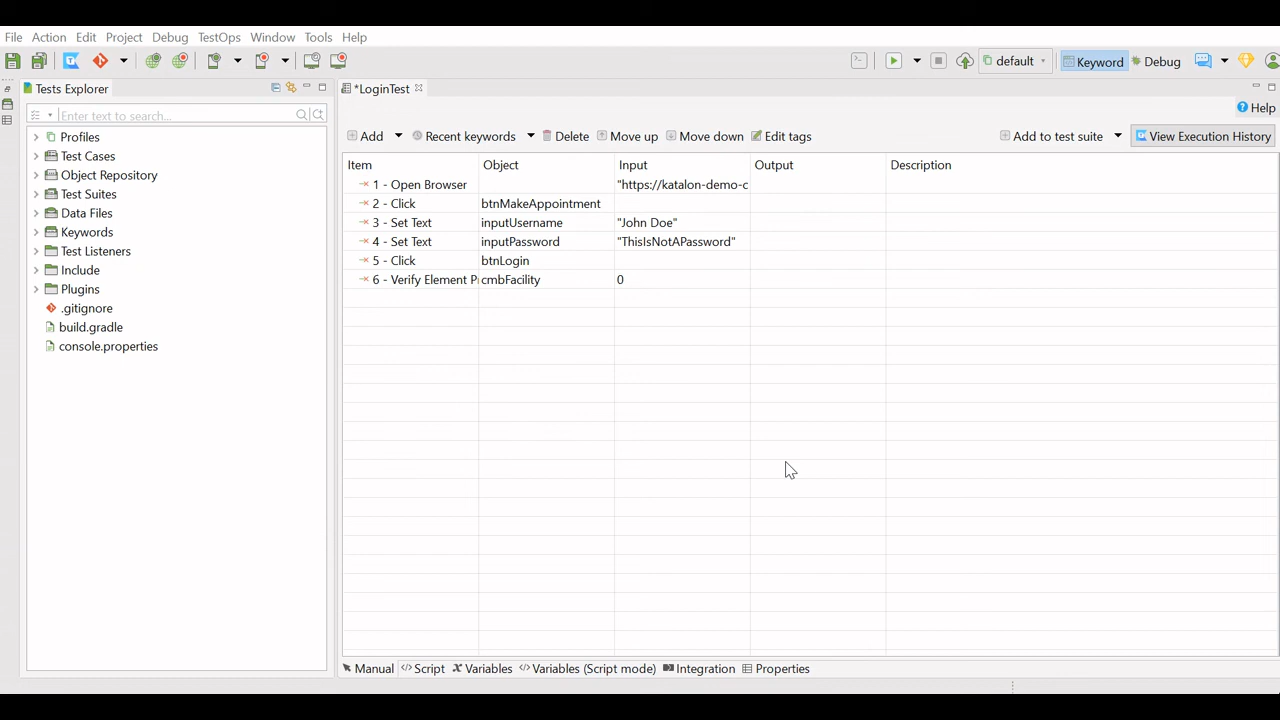 File Action Edit Project Debug TestOps Window Tools Help
default Keyword Debug
Tests Explorer
Enter text to search...
Profiles
Test Cases
Object Repository
Test Suites
Data Files
Keywords
Test Listeners
Include
Plugins
.gitignore
build.gradle
console.properties
*LoginTest
Help
Add Recent keywords Delete Move up Move down Edit tags Add to test suite View Execution History
Item Object Input Output Description
1 - Open Browser "https://katalon-demo-c
2 - Click btnMakeAppointment
3 - Set Text inputUsername "John Doe"
4 - Set Text inputPassword "ThisIsNotAPassword"
5 - Click btnLogin
6 - Verify Element P cmbFacility 0
Manual Script Variables Variables (Script mode) Integration Properties